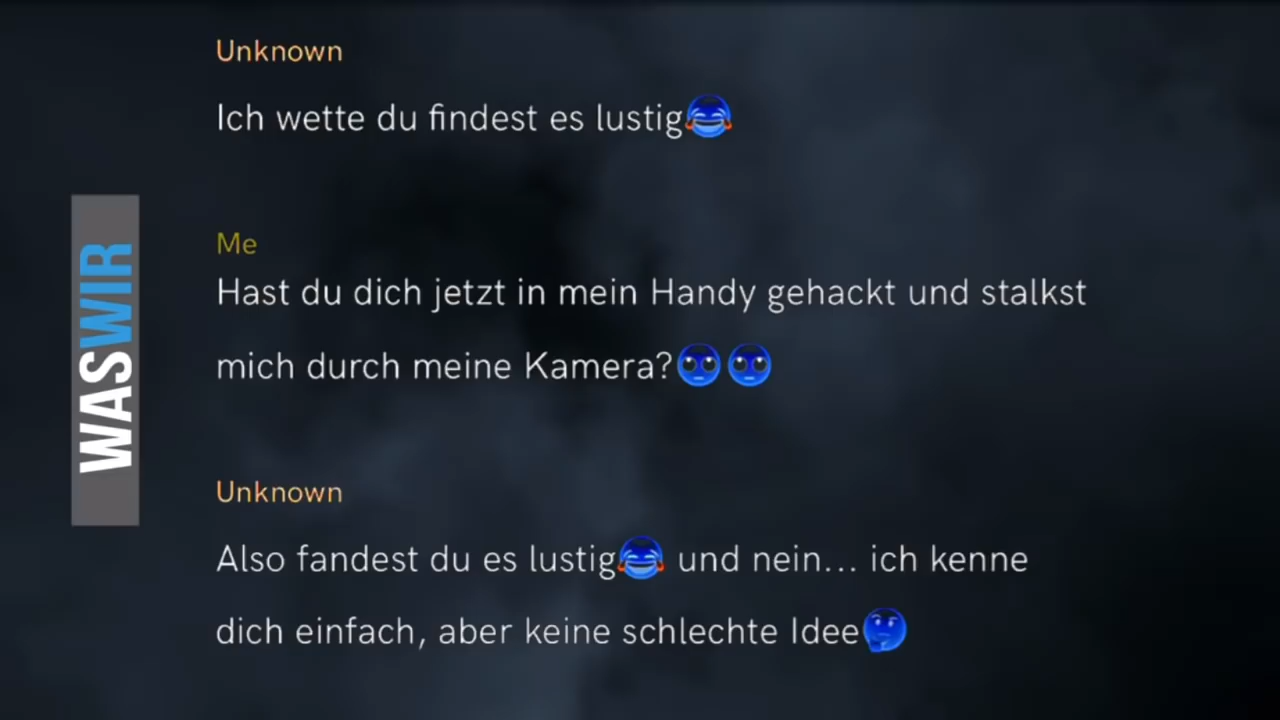 Unknown
Ich wette du findest es lustig😂
WASWIR
Me
Hast du dich jetzt in mein Handy gehackt und stalkst
mich durch meine Kamera?🙄🙄
Unknown
Also fandest du es lustig😂 und nein... ich kenne
dich einfach, aber keine schlechte Idee🤔